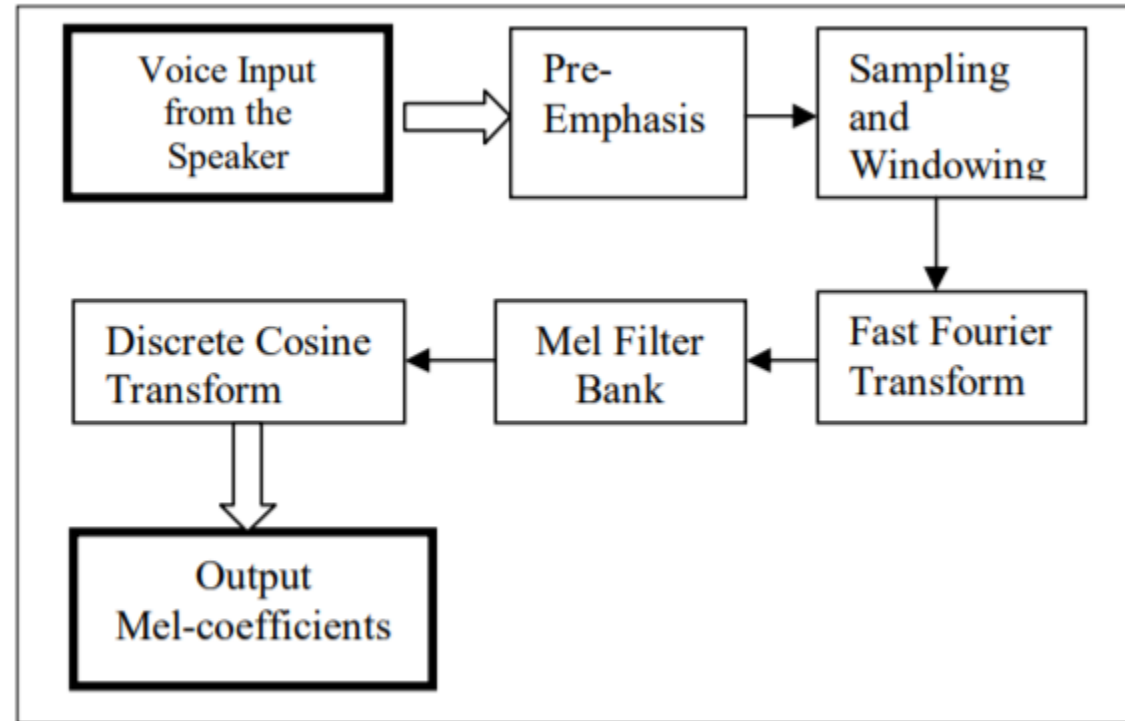 Voice Input
from the
Speaker
Pre-
Emphasis
Sampling
and
Windowing
Fast Fourier
Transform
Mel Filter
Bank
Discrete Cosine
Transform
Output
Mel-coefficients